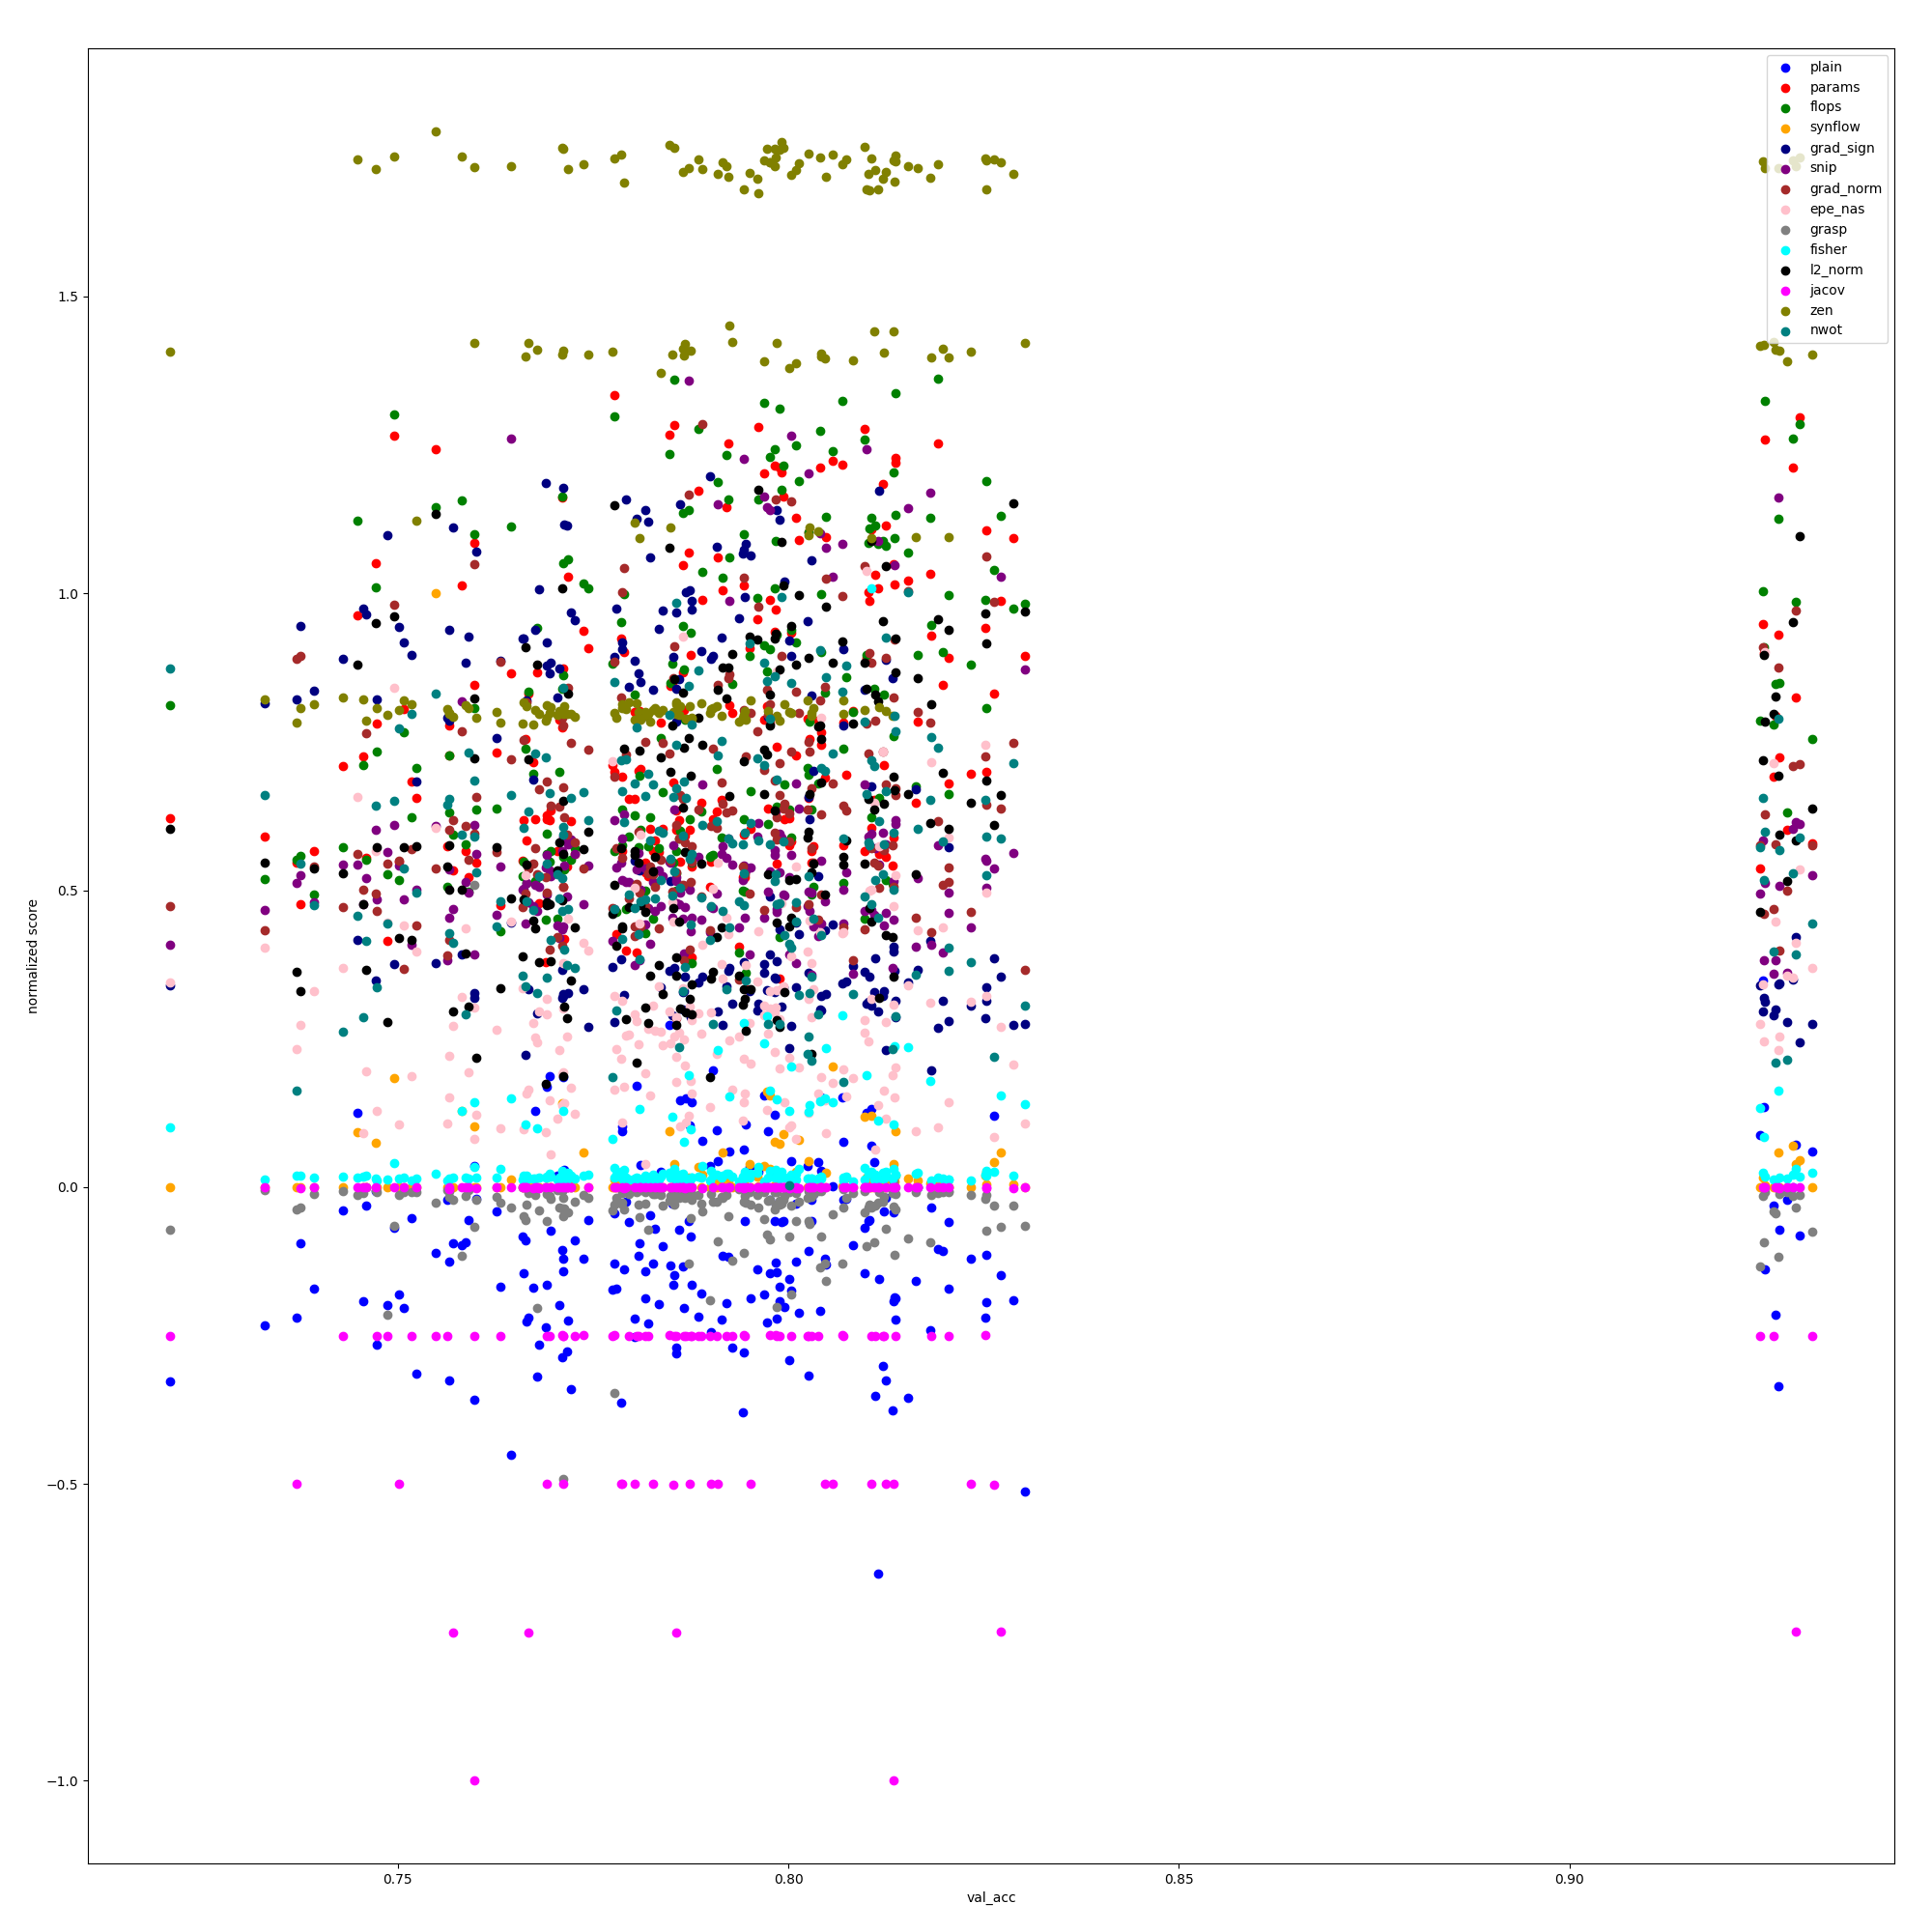 plain
params
flops
synflow
grad_sign
snip
grad_norm
epe_nas
grasp
fisher
l2_norm
jacov
zen
nwot
1.5
1.0
0.5
0.0
−0.5
−1.0
normalized score
0.75
0.80
0.85
0.90
val_acc